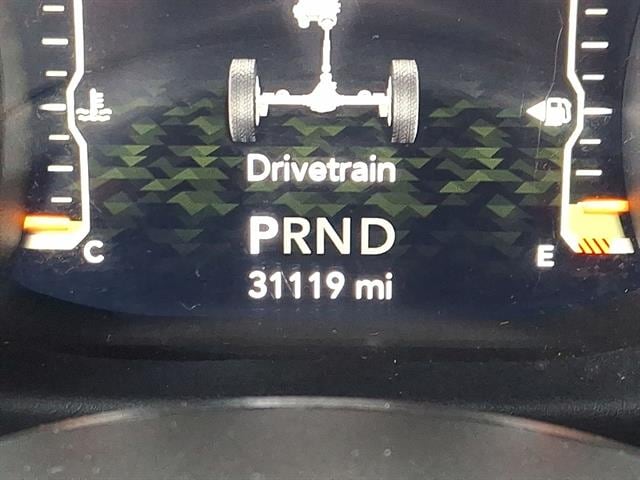 Drivetrain
PRND
C
E
31119 mi